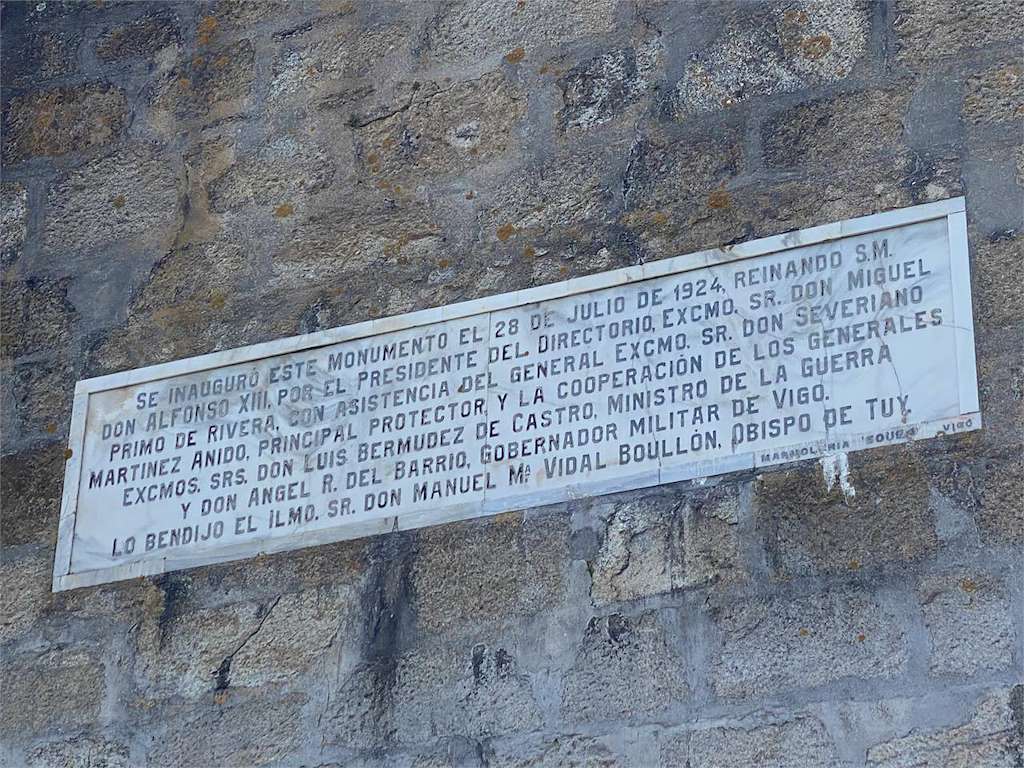 SE INAUGURÓ ESTE MONUMENTO EL 28 DE JULIO DE 1924, REINANDO S.M.
DON ALFONSO XIII, POR EL PRESIDENTE DEL DIRECTORIO, EXCMO. SR. DON MIGUEL
PRIMO DE RIVERA, CON ASISTENCIA DEL GENERAL EXCMO. SR. DON SEVERIANO
MARTINEZ ANIDO, PRINCIPAL PROTECTOR, Y LA COOPERACIÓN DE LOS GENERALES
EXCMOS. SRS. DON LUIS BERMUDEZ DE CASTRO, MINISTRO DE LA GUERRA
Y DON ANGEL R. DEL BARRIO, GOBERNADOR MILITAR DE VIGO.
LO BENDIJO EL ILMO. SR. DON MANUEL Mª VIDAL BOULLÓN, OBISPO DE TUY.
MARMOLERIA VIGO